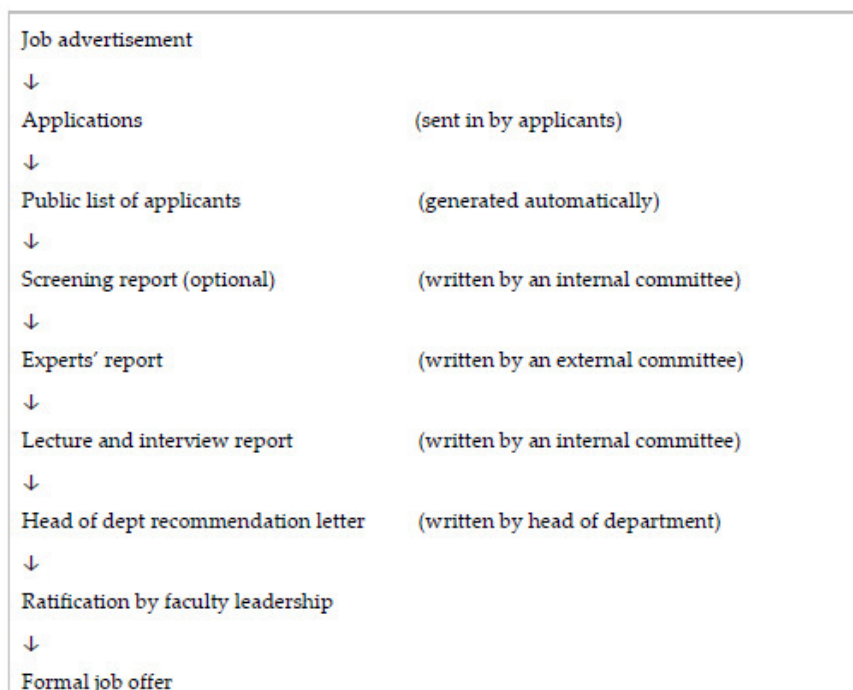 Job advertisement
↓
Applications (sent in by applicants)
↓
Public list of applicants (generated automatically)
↓
Screening report (optional) (written by an internal committee)
↓
Experts' report (written by an external committee)
↓
Lecture and interview report (written by an internal committee)
↓
Head of dept recommendation letter (written by head of department)
↓
Ratification by faculty leadership
↓
Formal job offer